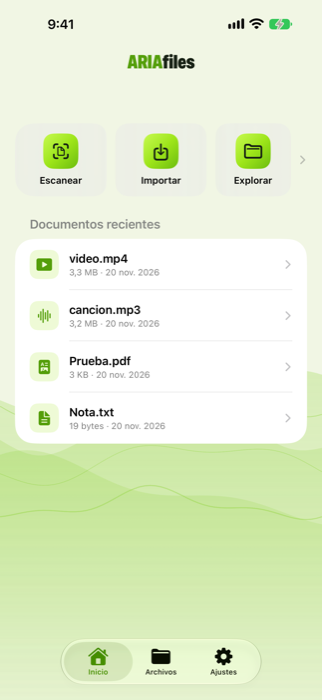 9:41
ARIAfiles
Escanear
Importar
Explorar
Documentos recientes
video.mp4
3,3 MB · 20 nov. 2026
cancion.mp3
3,2 MB · 20 nov. 2026
Prueba.pdf
3 KB · 20 nov. 2026
Nota.txt
19 bytes · 20 nov. 2026
Inicio
Archivos
Ajustes